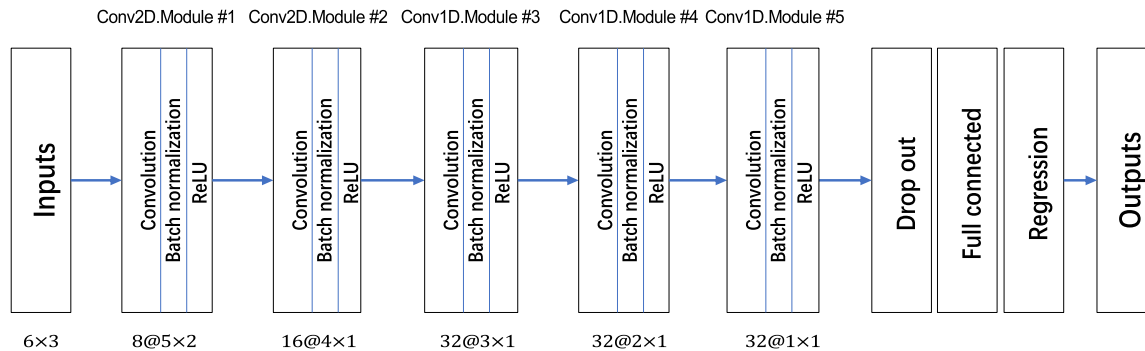 Conv2D.Module #1
Conv2D.Module #2
Conv1D.Module #3
Conv1D.Module #4
Conv1D.Module #5
Inputs
Convolution
Batch normalization
ReLU
Convolution
Batch normalization
ReLU
Convolution
Batch normalization
ReLU
Convolution
Batch normalization
ReLU
Convolution
Batch normalization
ReLU
Drop out
Full connected
Regression
Outputs
6×3
8@5×2
16@4×1
32@3×1
32@2×1
32@1×1